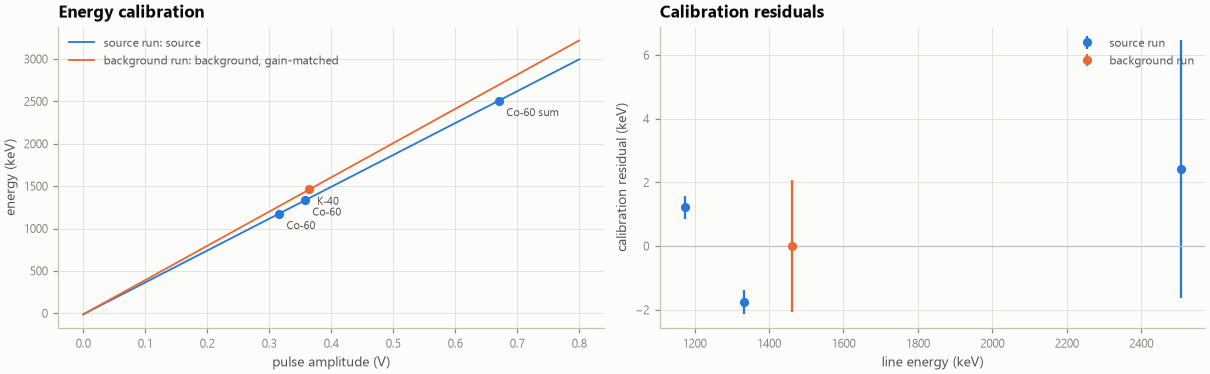 Energy calibration
source run: source
background run: background, gain-matched
3000
2500
2000
1500
1000
500
0
energy (keV)
Co-60 sum
K-40
Co-60
Co-60
0.0 0.1 0.2 0.3 0.4 0.5 0.6 0.7 0.8
pulse amplitude (V)
Calibration residuals
source run
background run
6
4
2
0
−2
calibration residual (keV)
1200 1400 1600 1800 2000 2200 2400
line energy (keV)